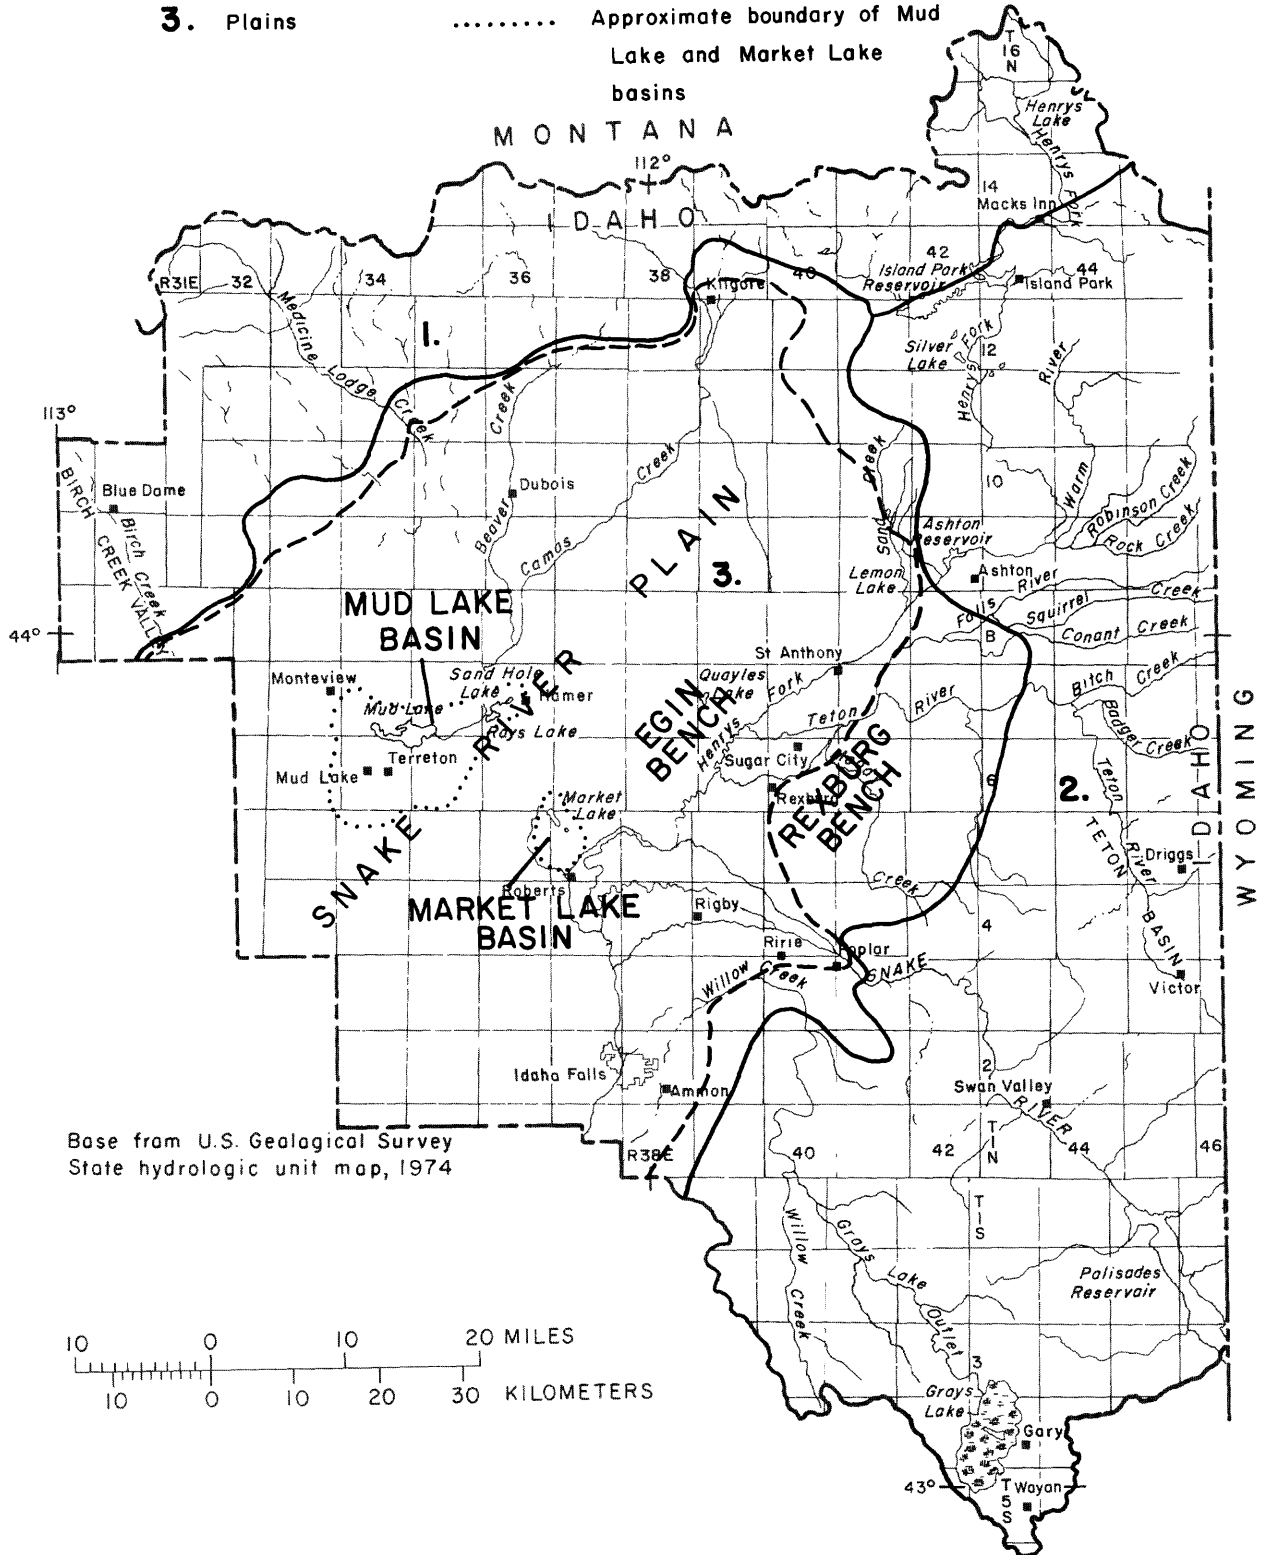 3. Plains
......... Approximate boundary of Mud
Lake and Market Lake
basins
MONTANA
112°
IDAHO
T
16
N
Henrys
Lake
Henrys Fork
14
Macks Inn
R31E 32 34 36 38 40 42 44
Island Park
Reservoir
Island Park
Kilgore
Medicine Lodge Creek
1.
Silver
Lake
Henrys Fork
12
River
113°
BIRCH
CREEK VALLEY
Blue Dome
Birch Creek
Dubois
Beaver
Creek
Camas
Creek
Sand
Creek
10
Warm
Robinson Creek
Rock Creek
Ashton
Reservoir
Ashton
PLAIN
3.
Lemon
Lake
Falls
River
Squirrel
Creek
8
Conant Creek
44°
MUD LAKE
BASIN
St Anthony
Bitch Creek
Monteview
Sand Hole
Lake
Hamer
Quayles
Lake
Henrys
Fork
Mud Lake
Rays Lake
RIVER
EGIN
BENCH
Teton
River
Badger Creek
Sugar City
Terreton
Mud Lake
Rexburg
REXBURG
BENCH
6
2.
Teton
River
TETON
BASIN
IDAHO
WYOMING
Market
Lake
SNAKE
Driggs
Creek
Roberts
MARKET LAKE
BASIN
Rigby
4
Ririe
Poplar
SNAKE
Willow
Creek
Victor
Idaho Falls
Ammon
2
Swan Valley
RIVER
Base from U.S. Geological Survey
State hydrologic unit map, 1974
R38E
40
42
T
1
N
44
46
T
1
S
Willow
Creek
Grays
Lake
Outlet
Palisades
Reservoir
10 0 10 20 MILES
10 0 10 20 30 KILOMETERS
3
Grays
Lake
Gary
43°
T
5
S
Wayan